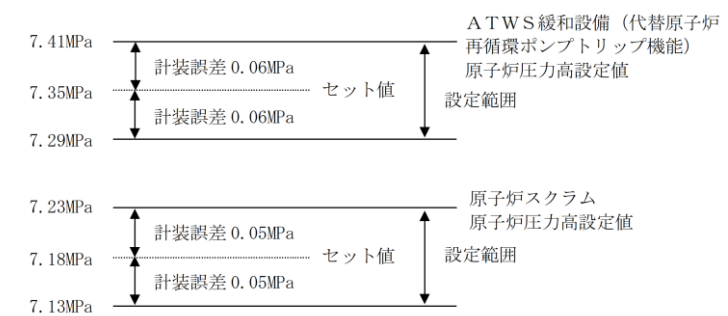 ATWS緩和設備(代替原子炉
再循環ポンプトリップ機能)
原子炉圧力高設定値
7.41MPa
計装誤差 0.06MPa
7.35MPa
セット値
設定範囲
計装誤差 0.06MPa
7.29MPa
原子炉スクラム
原子炉圧力高設定値
7.23MPa
計装誤差 0.05MPa
7.18MPa
セット値
設定範囲
計装誤差 0.05MPa
7.13MPa